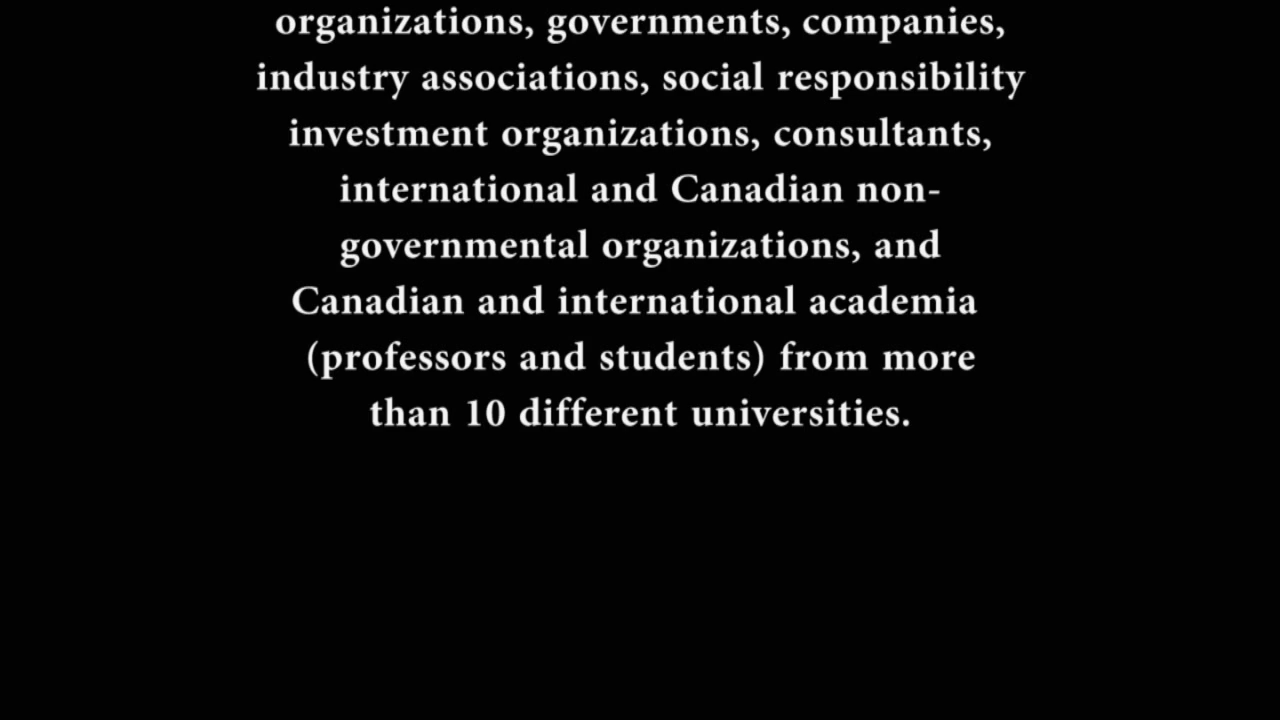 organizations, governments, companies,
industry associations, social responsibility
investment organizations, consultants,
international and Canadian non-
governmental organizations, and
Canadian and international academia
(professors and students) from more
than 10 different universities.